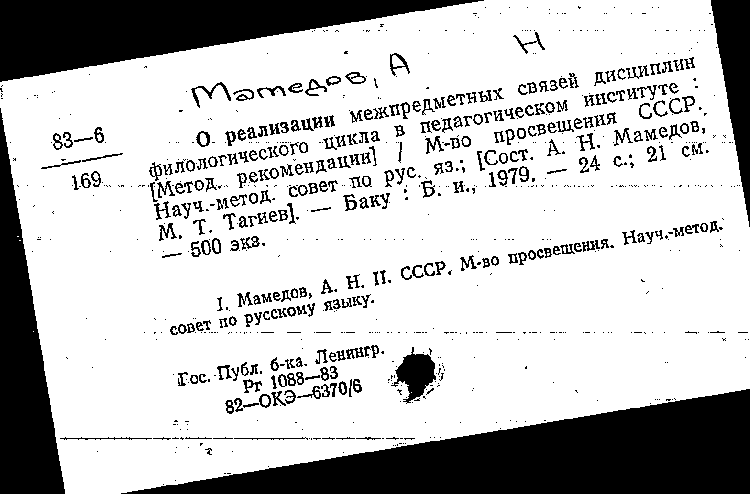 Мамедов, А Н
83—6
169
О реализации межпредметных связей дисциплин
филологического цикла в педагогическом институте :
[Метод. рекомендации] / М-во просвещения СССР.
Науч.-метод. совет по рус. яз.; [Сост. А. Н. Мамедов,
М. Т. Тагиев]. — Баку : Б. и., 1979. — 24 с.; 21 см.
— 500 экз.
I. Мамедов, А. Н. II. СССР. М-во просвещения. Науч.-метод.
совет по русскому языку.
Гос. Публ. б-ка. Ленингр.
Рт 1088—83
82—ОКЭ—6370/6